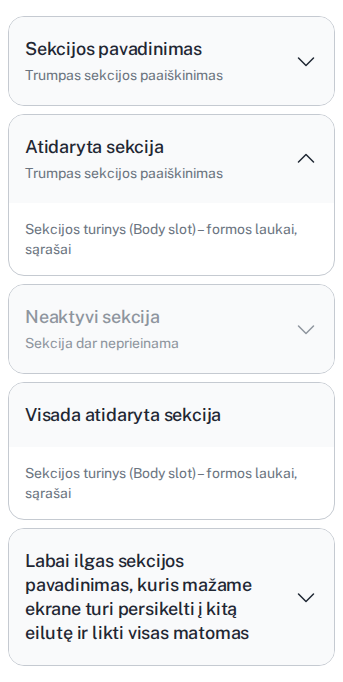 Sekcijos pavadinimas
Trumpas sekcijos paaiškinimas
Atidaryta sekcija
Trumpas sekcijos paaiškinimas
Sekcijos turinys (Body slot) – formos laukai,
sąrašai
Neaktyvi sekcija
Sekcija dar neprieinama
Visada atidaryta sekcija
Sekcijos turinys (Body slot) – formos laukai,
sąrašai
Labai ilgas sekcijos
pavadinimas, kuris mažame
ekrane turi persikelti į kitą
eilutę ir likti visas matomas